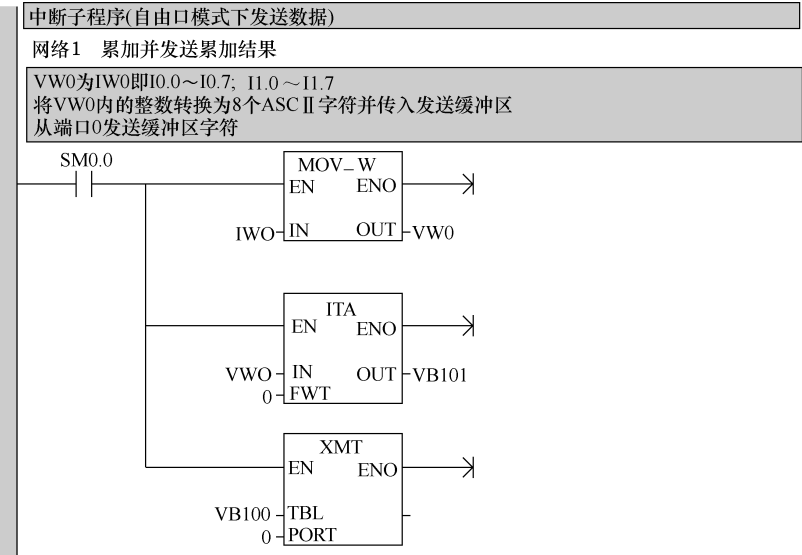 中断子程序(自由口模式下发送数据)
网络1 累加并发送累加结果
VW0为IW0即I0.0～I0.7; I1.0～I1.7
将VW0内的整数转换为8个ASCⅡ字符并传入发送缓冲区
从端口0发送缓冲区字符
SM0.0
MOV_W
EN ENO
IWO IN OUT VW0
ITA
EN ENO
VWO IN OUT VB101
0 FWT
XMT
EN ENO
VB100 TBL
0 PORT